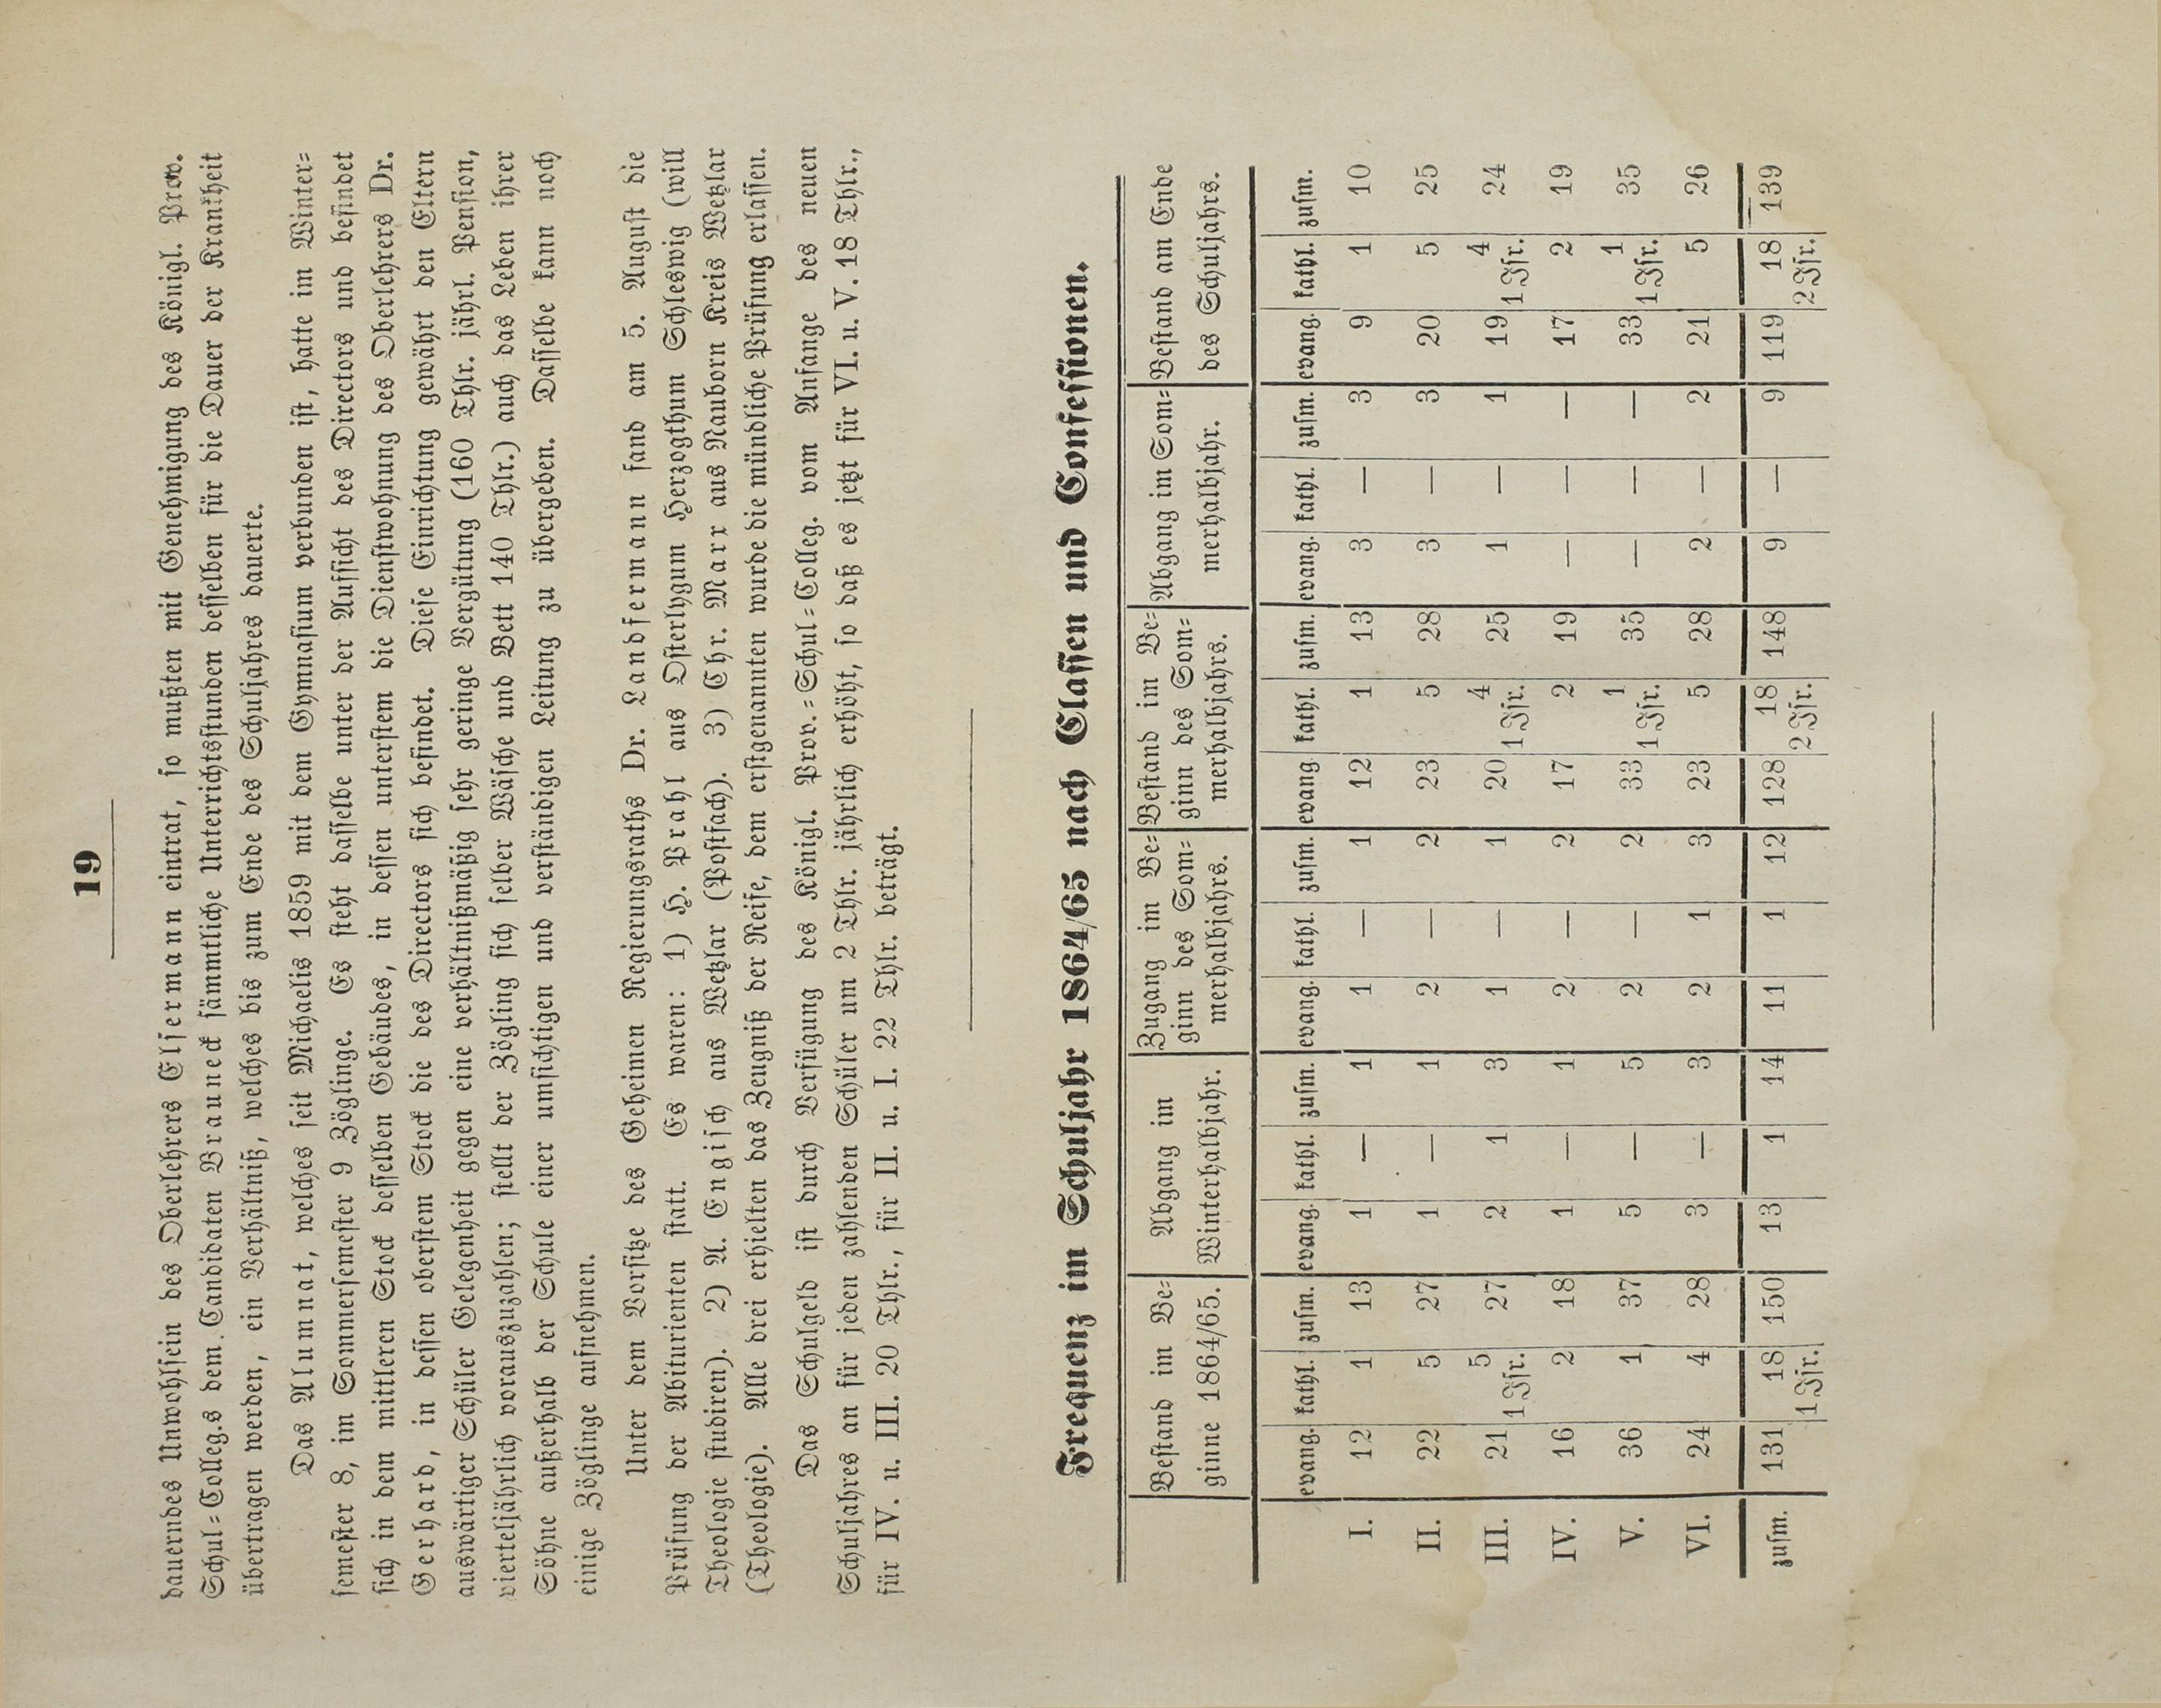 19
dauerndes Unwohlsein des Oberlehrers Elsermann eintrat, so mußten mit Genehmigung des Königl. Prov.
Schul=Colleg.s dem Candidaten Brauneck sämmtliche Unterrichtsstunden desselben für die Dauer der Krankheit
übertragen werden, ein Verhältniß, welches bis zum Ende des Schuljahres dauerte.
Das Alumnat, welches seit Michaelis 1859 mit dem Gymnasium verbunden ist, hatte im Winter=
semester 8, im Sommersemester 9 Zöglinge. Es steht dasselbe unter der Aufsicht des Directors und befindet
sich in dem mittleren Stock desselben Gebäudes, in dessen unterstem die Dienstwohnung des Oberlehrers Dr.
Gerhard, in dessen oberstem Stock die des Directors sich befindet. Diese Einrichtung gewährt den Eltern
auswärtiger Schüler Gelegenheit gegen eine verhältnißmäßig sehr geringe Vergütung (160 Thlr. jährl. Pension,
vierteljährlich vorauszuzahlen; stellt der Zögling sich selber Wäsche und Bett 140 Thlr.) auch das Leben ihrer
Söhne außerhalb der Schule einer umsichtigen und verständigen Leitung zu übergeben. Dasselbe kann noch
einige Zöglinge aufnehmen.
Unter dem Vorsitze des Geheimen Regierungsraths Dr. Landfermann fand am 5. August die
Prüfung der Abiturienten statt. Es waren: 1) H. Prahl aus Osterlygum Herzogthum Schleswig (will
Theologie studiren). 2) A. Engisch aus Wetzlar (Postfach). 3) Chr. Marx aus Nauborn Kreis Wetzlar
(Theologie). Alle drei erhielten das Zeugniß der Reife, dem erstgenannten wurde die mündliche Prüfung erlassen.
Das Schulgeld ist durch Verfügung des Königl. Prov.=Schul=Colleg. vom Anfange des neuen
Schuljahres an für jeden zahlenden Schüler um 2 Thlr. jährlich erhöht, so daß es jetzt für VI. u. V. 18 Thlr.,
für IV. u. III. 20 Thlr., für II. u. I. 22 Thlr. beträgt.
Frequenz im Schuljahr 1864/65 nach Classen und Confessionen.
Bestand im Be= Abgang im Zugang im Be= Bestand im Be= Abgang im Som= Bestand am Ende
ginne 1864/65. Winterhalbjahr. ginn des Som= ginn des Som= merhalbjahr. des Schuljahrs.
merhalbjahrs. merhalbjahrs.
evang. kathl. zusm. evang. kathl. zusm. evang. kathl. zusm. evang. kathl. zusm. evang. kathl. zusm. evang. kathl. zusm.
I. 12 1 13 1 — 1 1 — 1 12 1 13 3 — 3 9 1 10
II. 22 5 27 1 — 1 2 — 2 23 5 28 3 — 3 20 5 25
III. 21 5 27 2 1 3 1 — 1 20 4 25 1 — 1 19 4 24
1 Isr. 1 Isr. 1 Isr.
IV. 16 2 18 1 — 1 2 — 2 17 2 19 — — — 17 2 19
V. 36 1 37 5 — 5 2 — 2 33 1 35 — — — 33 1 35
1 Isr. 1 Isr.
VI. 24 4 28 3 — 3 2 1 3 23 5 28 2 — 2 21 5 26
zusm. 131 18 150 13 1 14 11 1 12 128 18 148 9 — 9 119 18 139
1 Isr. 2 Isr. 2 Isr.